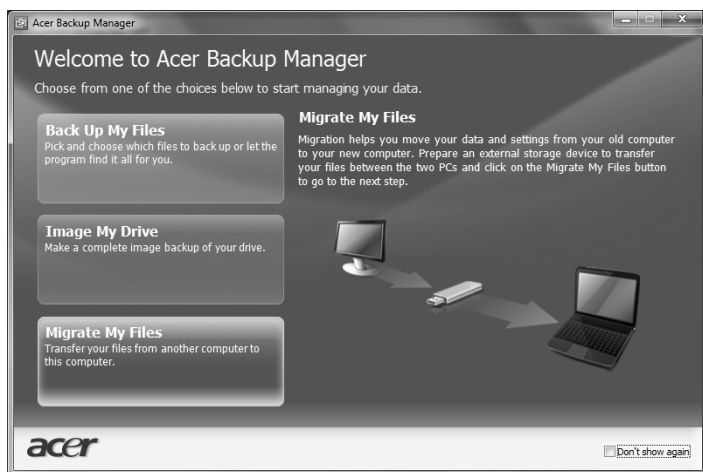 Acer Backup Manager
Welcome to Acer Backup Manager
Choose from one of the choices below to start managing your data.
Back Up My Files
Pick and choose which files to back up or let the
program find it all for you.
Image My Drive
Make a complete image backup of your drive.
Migrate My Files
Transfer your files from another computer to
this computer.
Migrate My Files
Migration helps you move your data and settings from your old computer
to your new computer. Prepare an external storage device to transfer
your files between the two PCs and click on the Migrate My Files button
to go to the next step.
acer
Don't show again